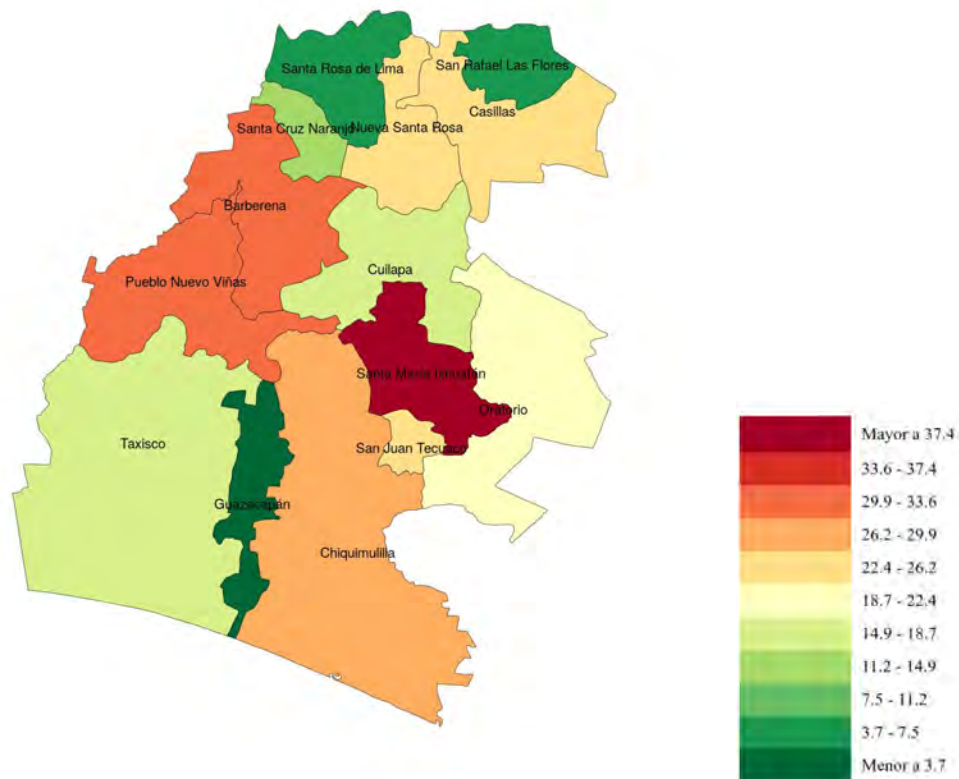 Santa Rosa de Lima
San Rafael Las Flores
Casillas
Santa Cruz Naranjo
Nueva Santa Rosa
Barberena
Cuilapa
Pueblo Nuevo Viñas
Santa María Ixhuatán
Oratorio
Taxisco
San Juan Tecuaco
Guazacapán
Chiquimulilla
Mayor a 37.4
33.6 - 37.4
29.9 - 33.6
26.2 - 29.9
22.4 - 26.2
18.7 - 22.4
14.9 - 18.7
11.2 - 14.9
7.5 - 11.2
3.7 - 7.5
Menor a 3.7